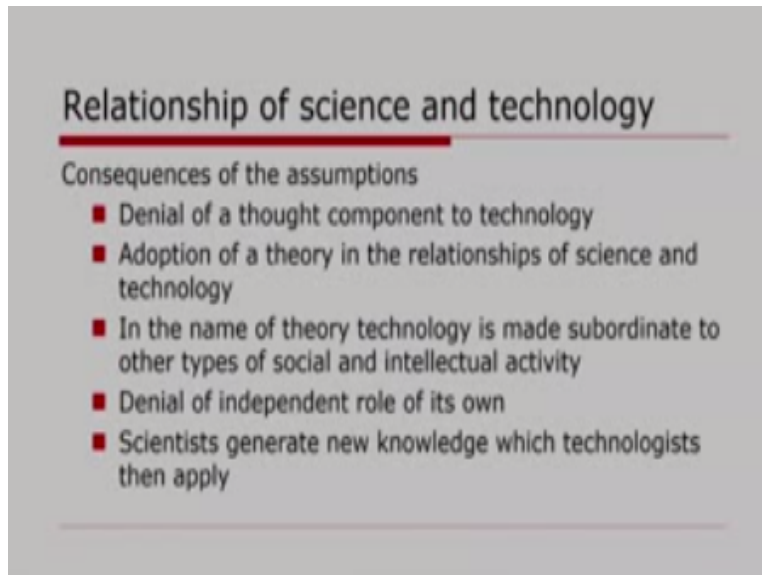 Relationship of science and technology
Consequences of the assumptions
Denial of a thought component to technology
Adoption of a theory in the relationships of science and
technology
In the name of theory technology is made subordinate to
other types of social and intellectual activity
Denial of independent role of its own
Scientists generate new knowledge which technologists
then apply